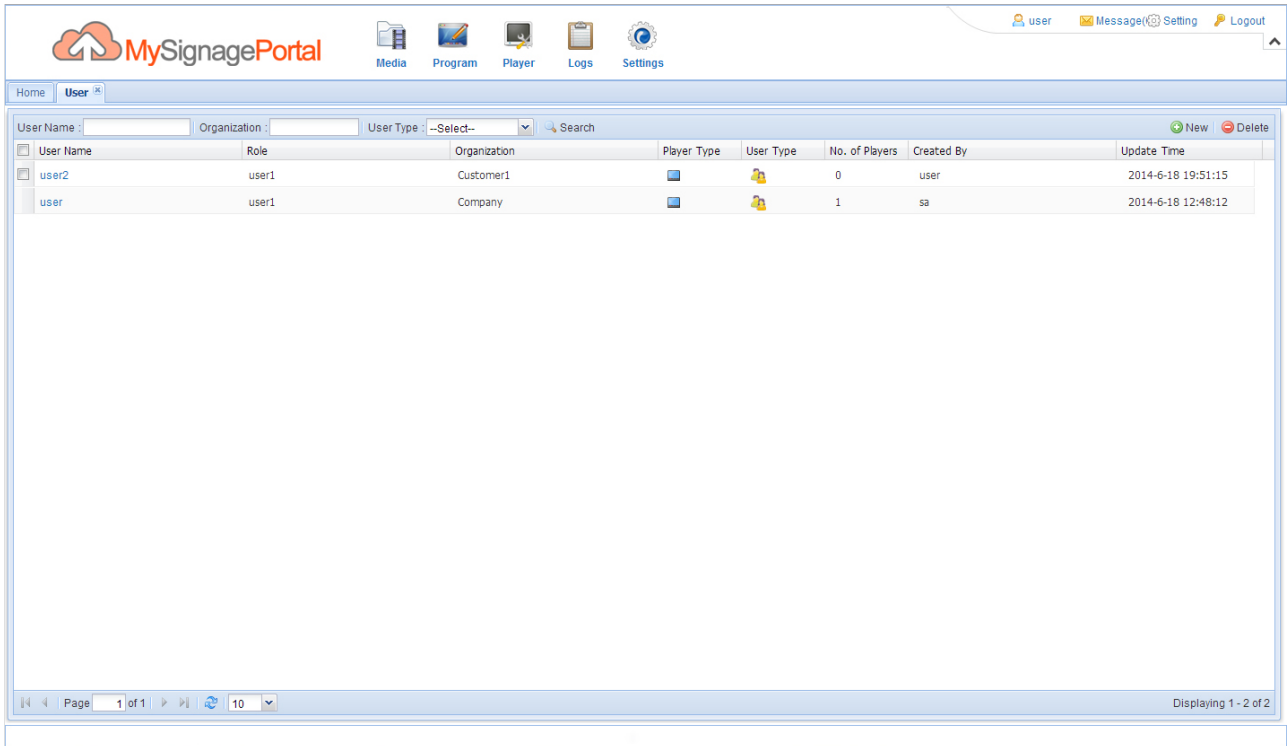 user Message( Setting Logout
MySignagePortal
Media Program Player Logs Settings
Home User
User Name : Organization : User Type : --Select-- Search New Delete
User Name Role Organization Player Type User Type No. of Players Created By Update Time
user2 user1 Customer1 0 user 2014-6-18 19:51:15
user user1 Company 1 sa 2014-6-18 12:48:12
Page 1 of 1 10 Displaying 1 - 2 of 2